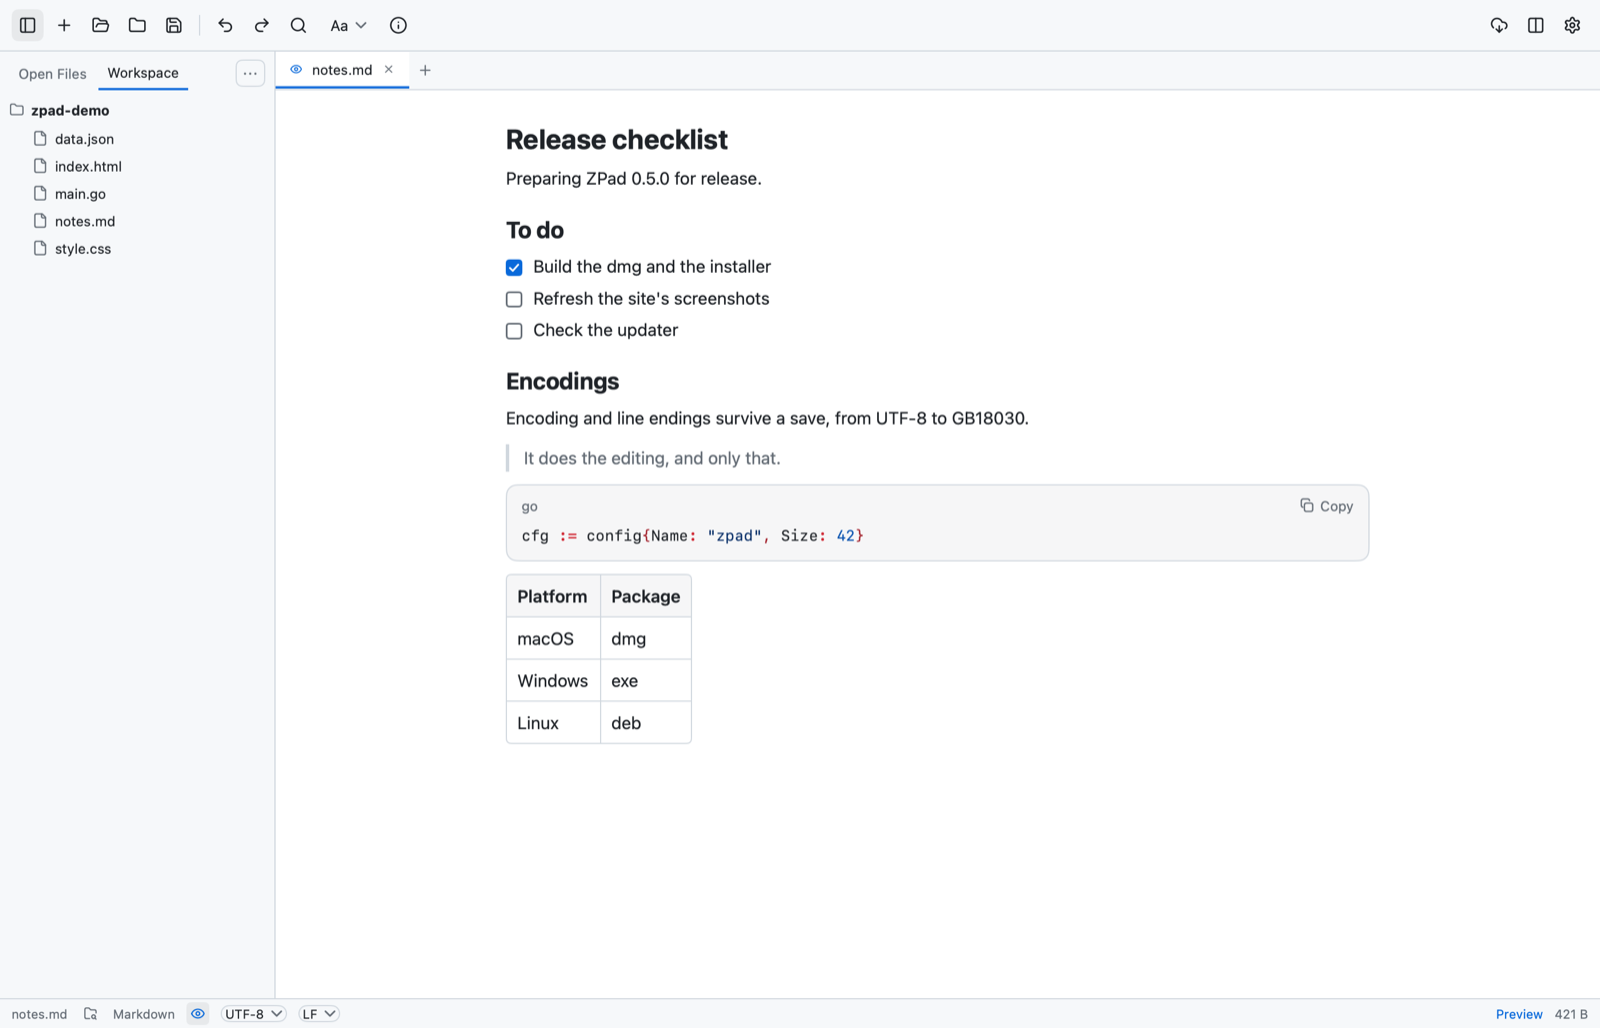 Aa
Open Files
Workspace
...
notes.md
zpad-demo
data.json
index.html
main.go
notes.md
style.css
Release checklist
Preparing ZPad 0.5.0 for release.
To do
Build the dmg and the installer
Refresh the site's screenshots
Check the updater
Encodings
Encoding and line endings survive a save, from UTF-8 to GB18030.
It does the editing, and only that.
go
Copy
cfg := config{Name: "zpad", Size: 42}
Platform Package
macOS dmg
Windows exe
Linux deb
notes.md
Markdown
UTF-8
LF
Preview
421 B